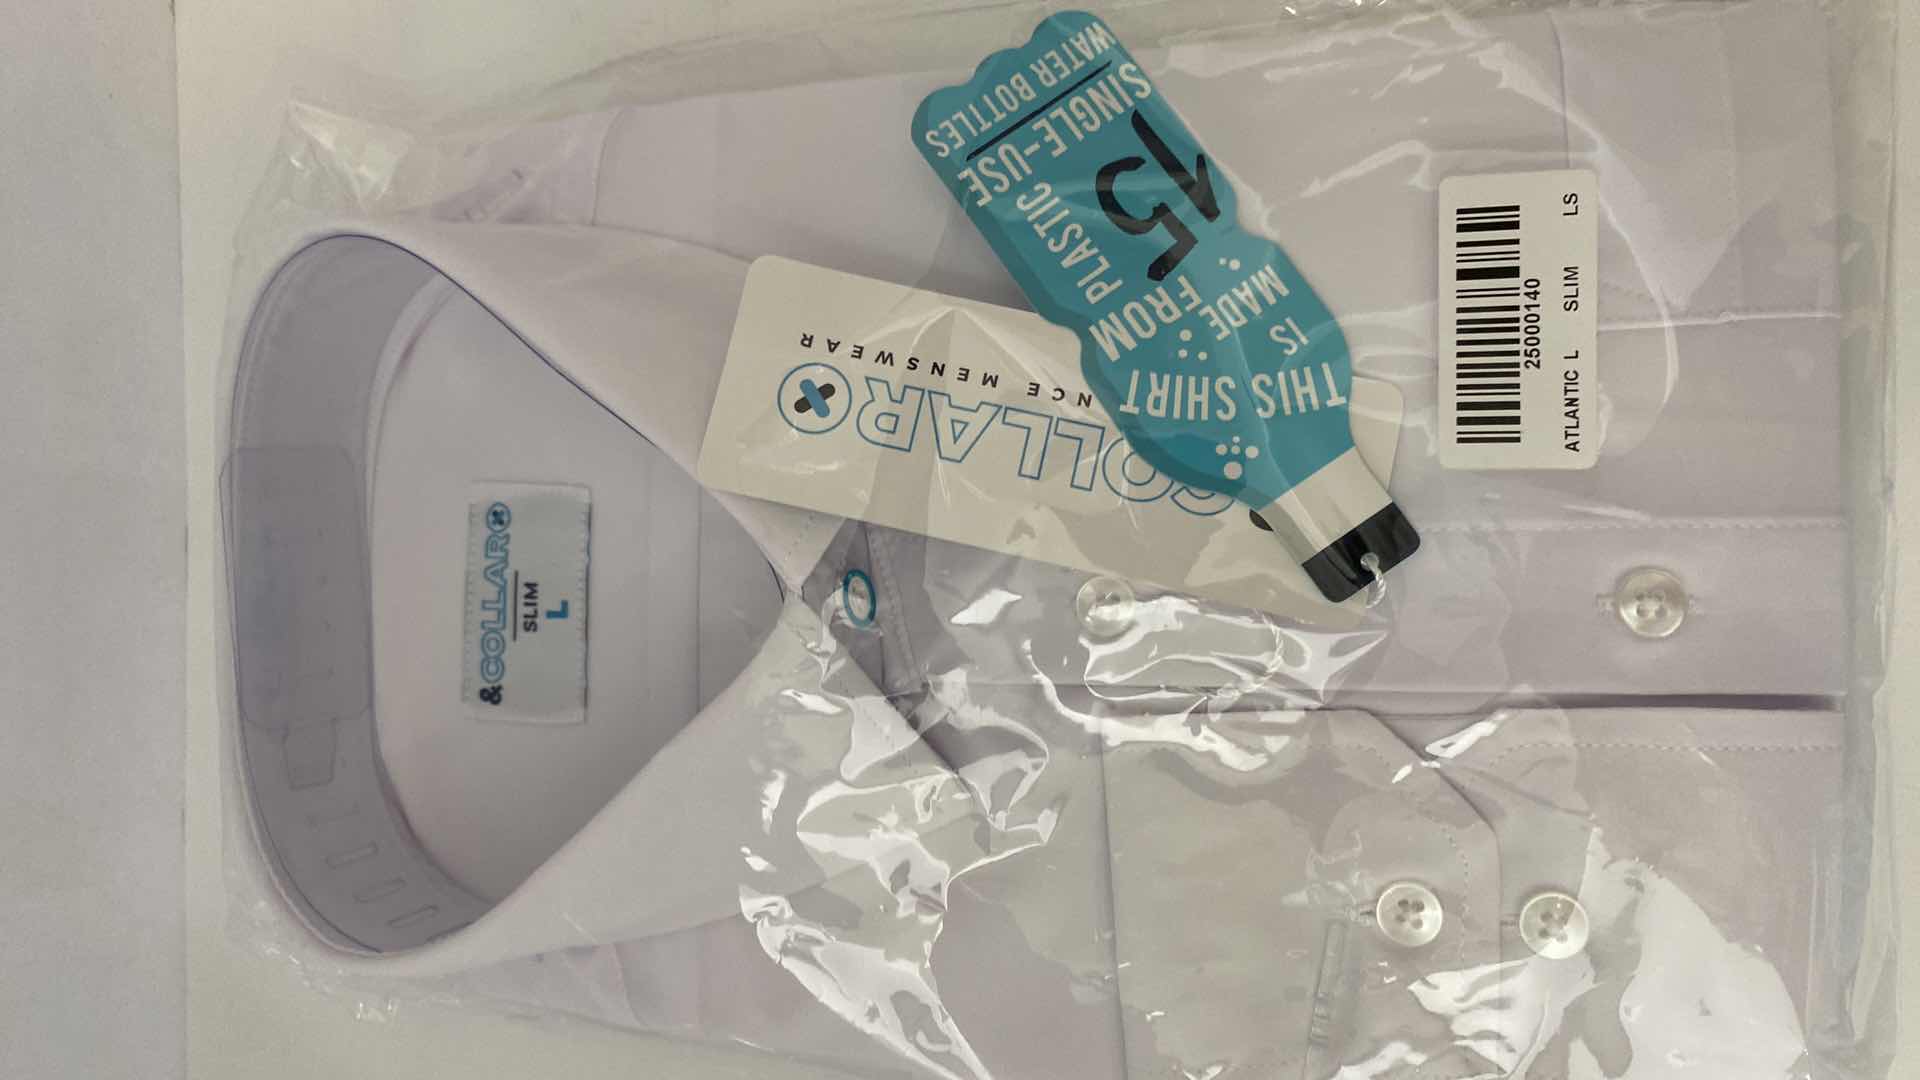 &COLLAR
SLIM
L
COLLAR
NCE MENSWEAR
THIS SHIRT
IS
MADE
FROM
PLASTIC
15
SINGLE-USE
WATER BOTTLES
25000140
ATLANTIC L SLIM LS